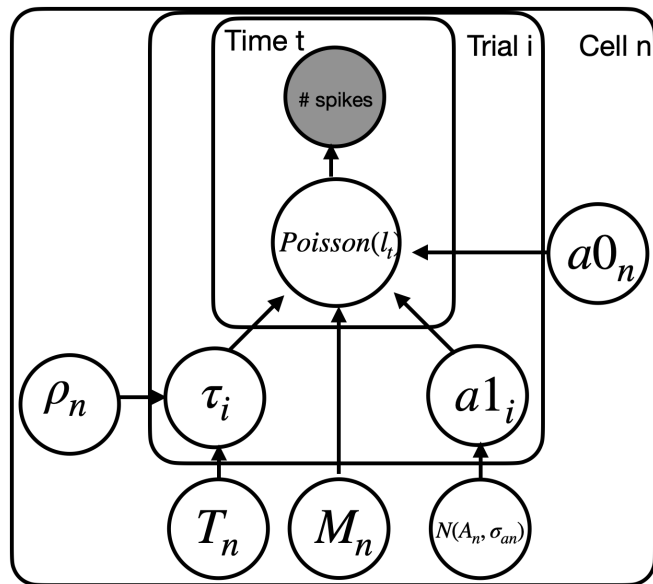 Time t
Trial i
Cell n
# spikes
Poisson(l_t)
a0_n
ρ_n
τ_i
a1_i
T_n
M_n
N(A_n, σ_an)